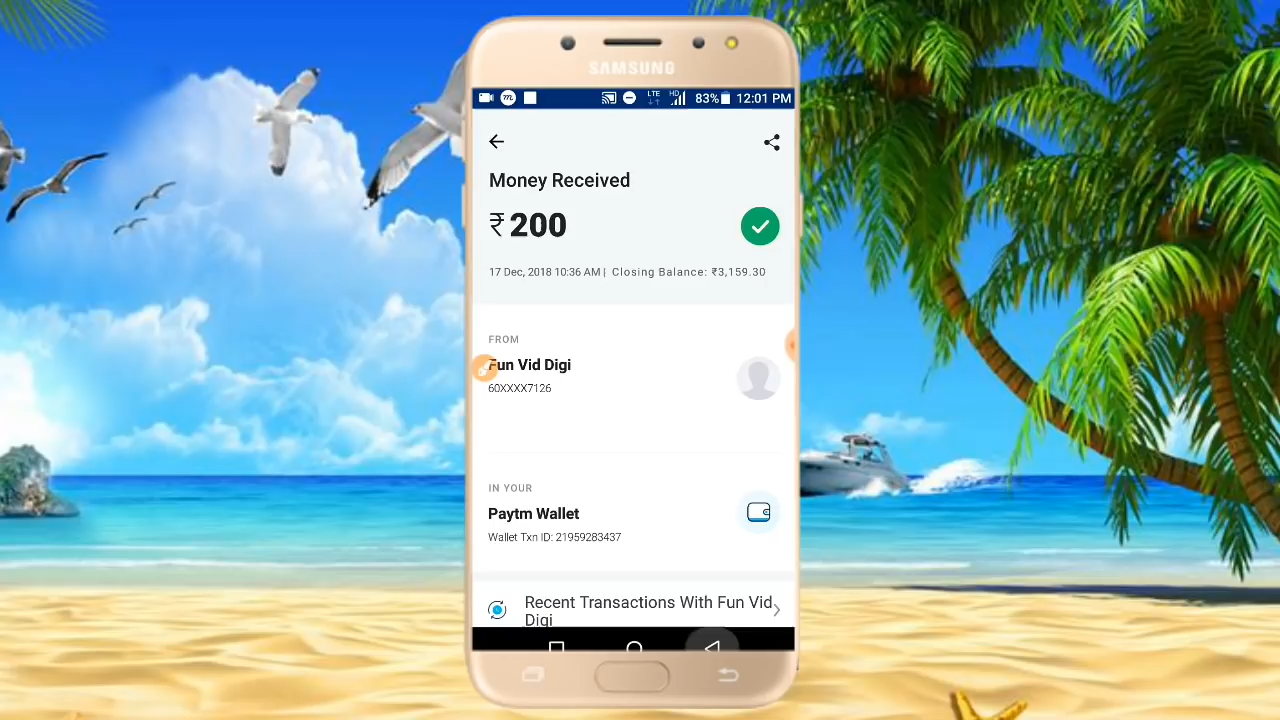 SAMSUNG
LTE HD 83% 12:01 PM
Money Received
₹200
17 Dec, 2018 10:36 AM | Closing Balance: ₹3,159.30
FROM
Fun Vid Digi
60XXXX7126
IN YOUR
Paytm Wallet
Wallet Txn ID: 21959283437
Recent Transactions With Fun Vid
Digi